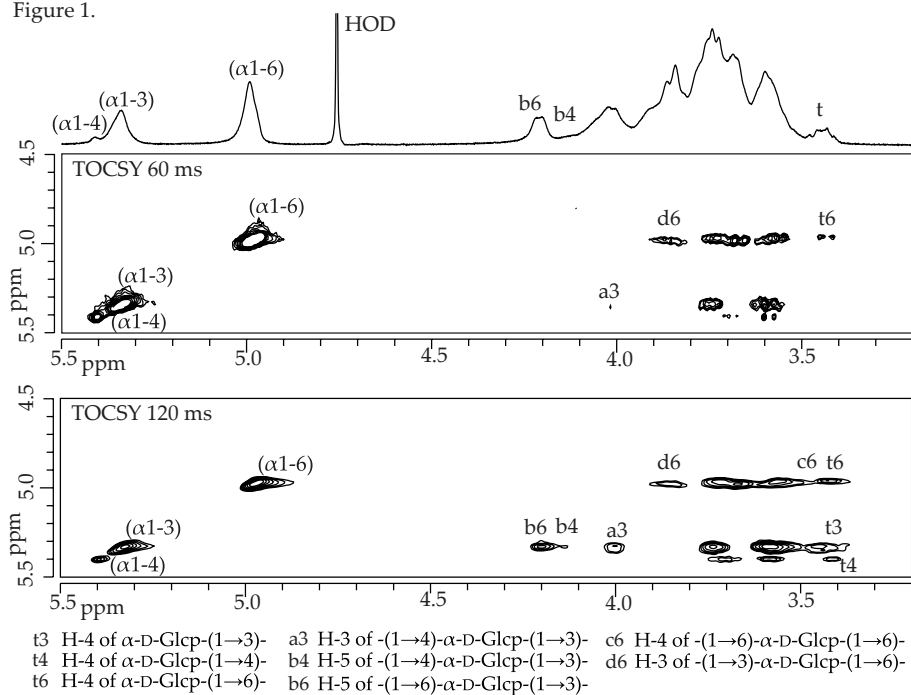 Figure 1.
HOD
(α1-6)
(α1-3)
(α1-4)
b6
b4
t
4.5
TOCSY 60 ms
(α1-6)
d6
t6
5.0
(α1-3)
a3
ppm
(α1-4)
5.5
5.5
5.0
4.5
4.0
3.5
ppm
4.5
TOCSY 120 ms
(α1-6)
d6
c6
t6
5.0
(α1-3)
b6
b4
a3
t3
ppm
(α1-4)
t4
5.5
5.5
5.0
4.5
4.0
3.5
ppm
t3 H-4 of α-D-Glcp-(1→3)-
t4 H-4 of α-D-Glcp-(1→4)-
t6 H-4 of α-D-Glcp-(1→6)-
a3 H-3 of -(1→4)-α-D-Glcp-(1→3)-
b4 H-5 of -(1→4)-α-D-Glcp-(1→3)-
b6 H-5 of -(1→6)-α-D-Glcp-(1→3)-
c6 H-4 of -(1→6)-α-D-Glcp-(1→6)-
d6 H-3 of -(1→3)-α-D-Glcp-(1→6)-